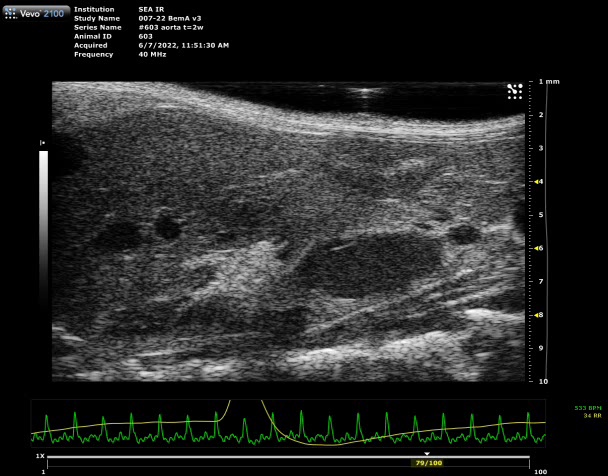 Vevo 2100
Institution SEA IR
Study Name 007-22 BemA v3
Series Name #603 aorta t=2w
Animal ID 603
Acquired 6/7/2022, 11:51:30 AM
Frequency 40 MHz
1 mm
2
3
4
5
6
7
8
9
10
533 BPM
34 RR
1X
79/100
1
100